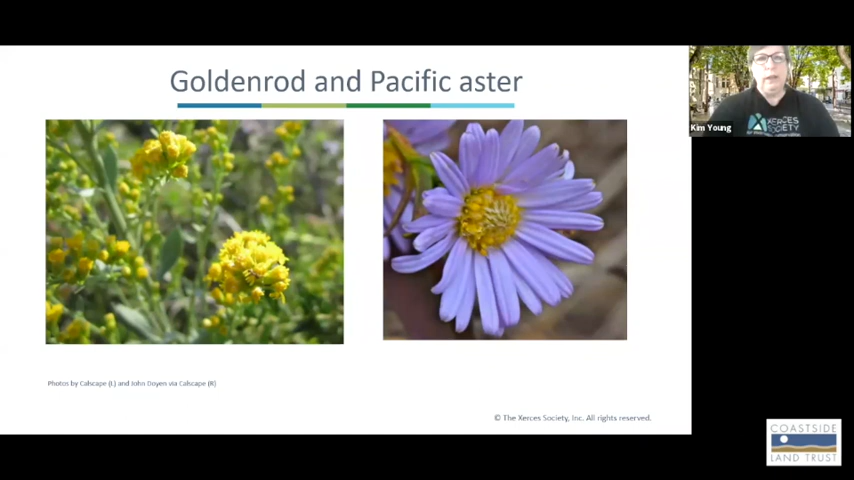 Goldenrod and Pacific aster
Kim Young
XERCES
SOCIETY
Photos by Calscape (L) and John Doyen via Calscape (R)
© The Xerces Society, Inc. All rights reserved.
COASTSIDE
LAND TRUST